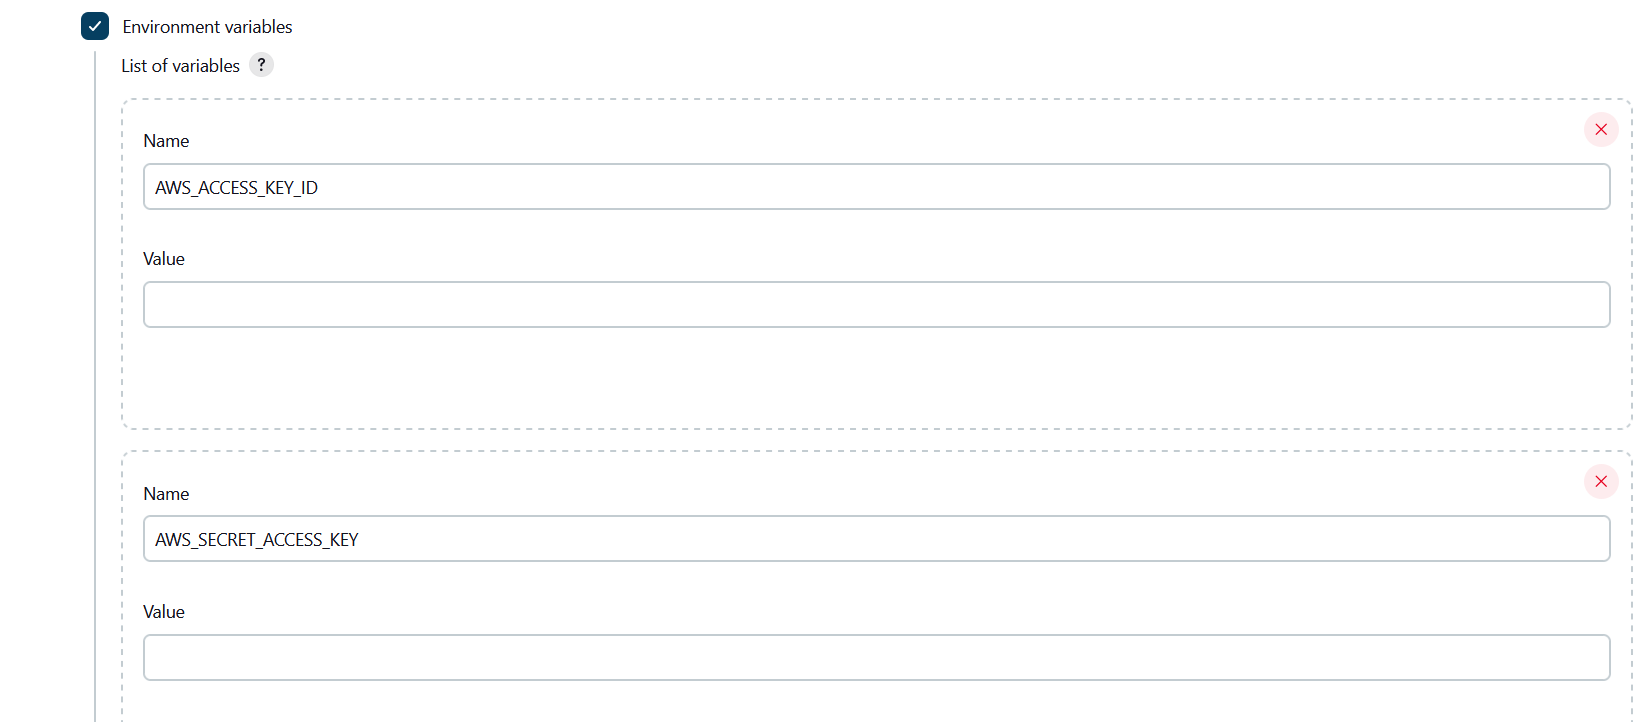 Environment variables
List of variables ?
Name
AWS_ACCESS_KEY_ID
Value
Name
AWS_SECRET_ACCESS_KEY
Value